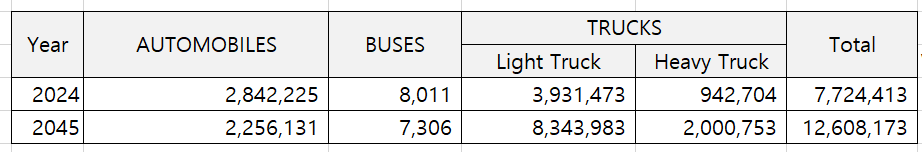 Year AUTOMOBILES BUSES TRUCKS Total
Light Truck Heavy Truck
2024 2,842,225 8,011 3,931,473 942,704 7,724,413
2045 2,256,131 7,306 8,343,983 2,000,753 12,608,173